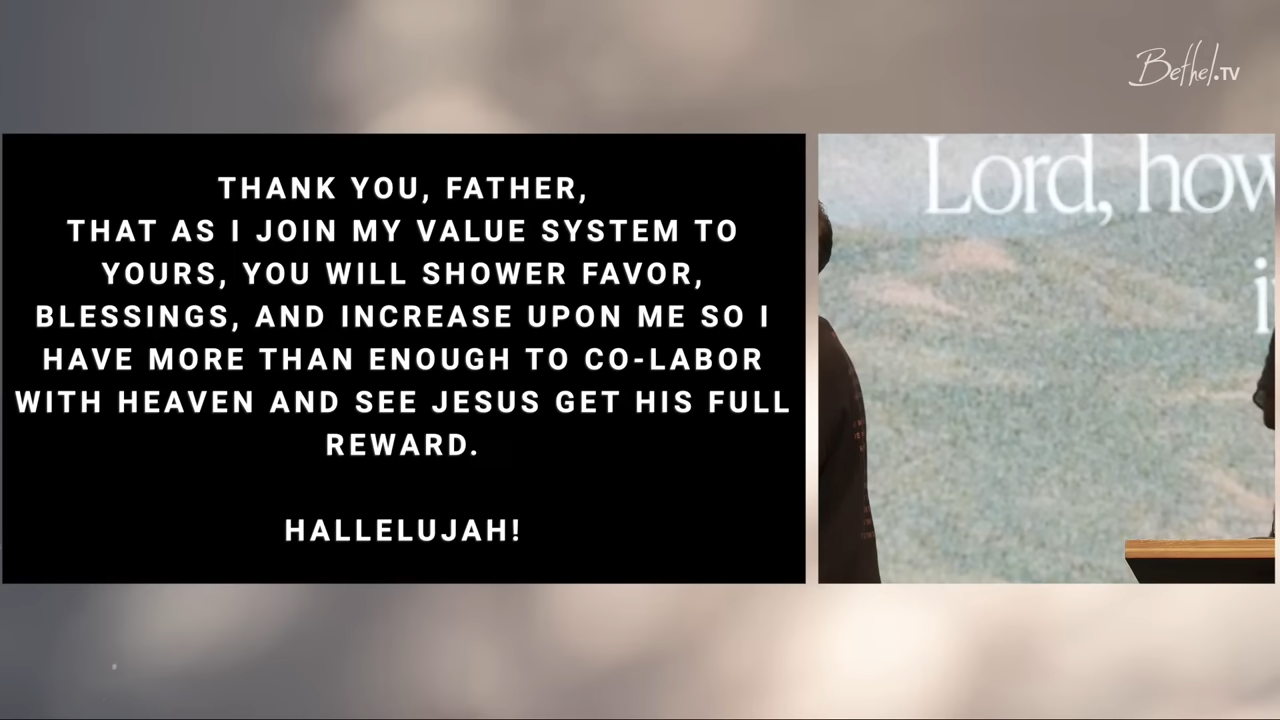 Bethel.TV
THANK YOU, FATHER,
THAT AS I JOIN MY VALUE SYSTEM TO
YOURS, YOU WILL SHOWER FAVOR,
BLESSINGS, AND INCREASE UPON ME SO I
HAVE MORE THAN ENOUGH TO CO-LABOR
WITH HEAVEN AND SEE JESUS GET HIS FULL
REWARD.
HALLELUJAH!
Lord, how